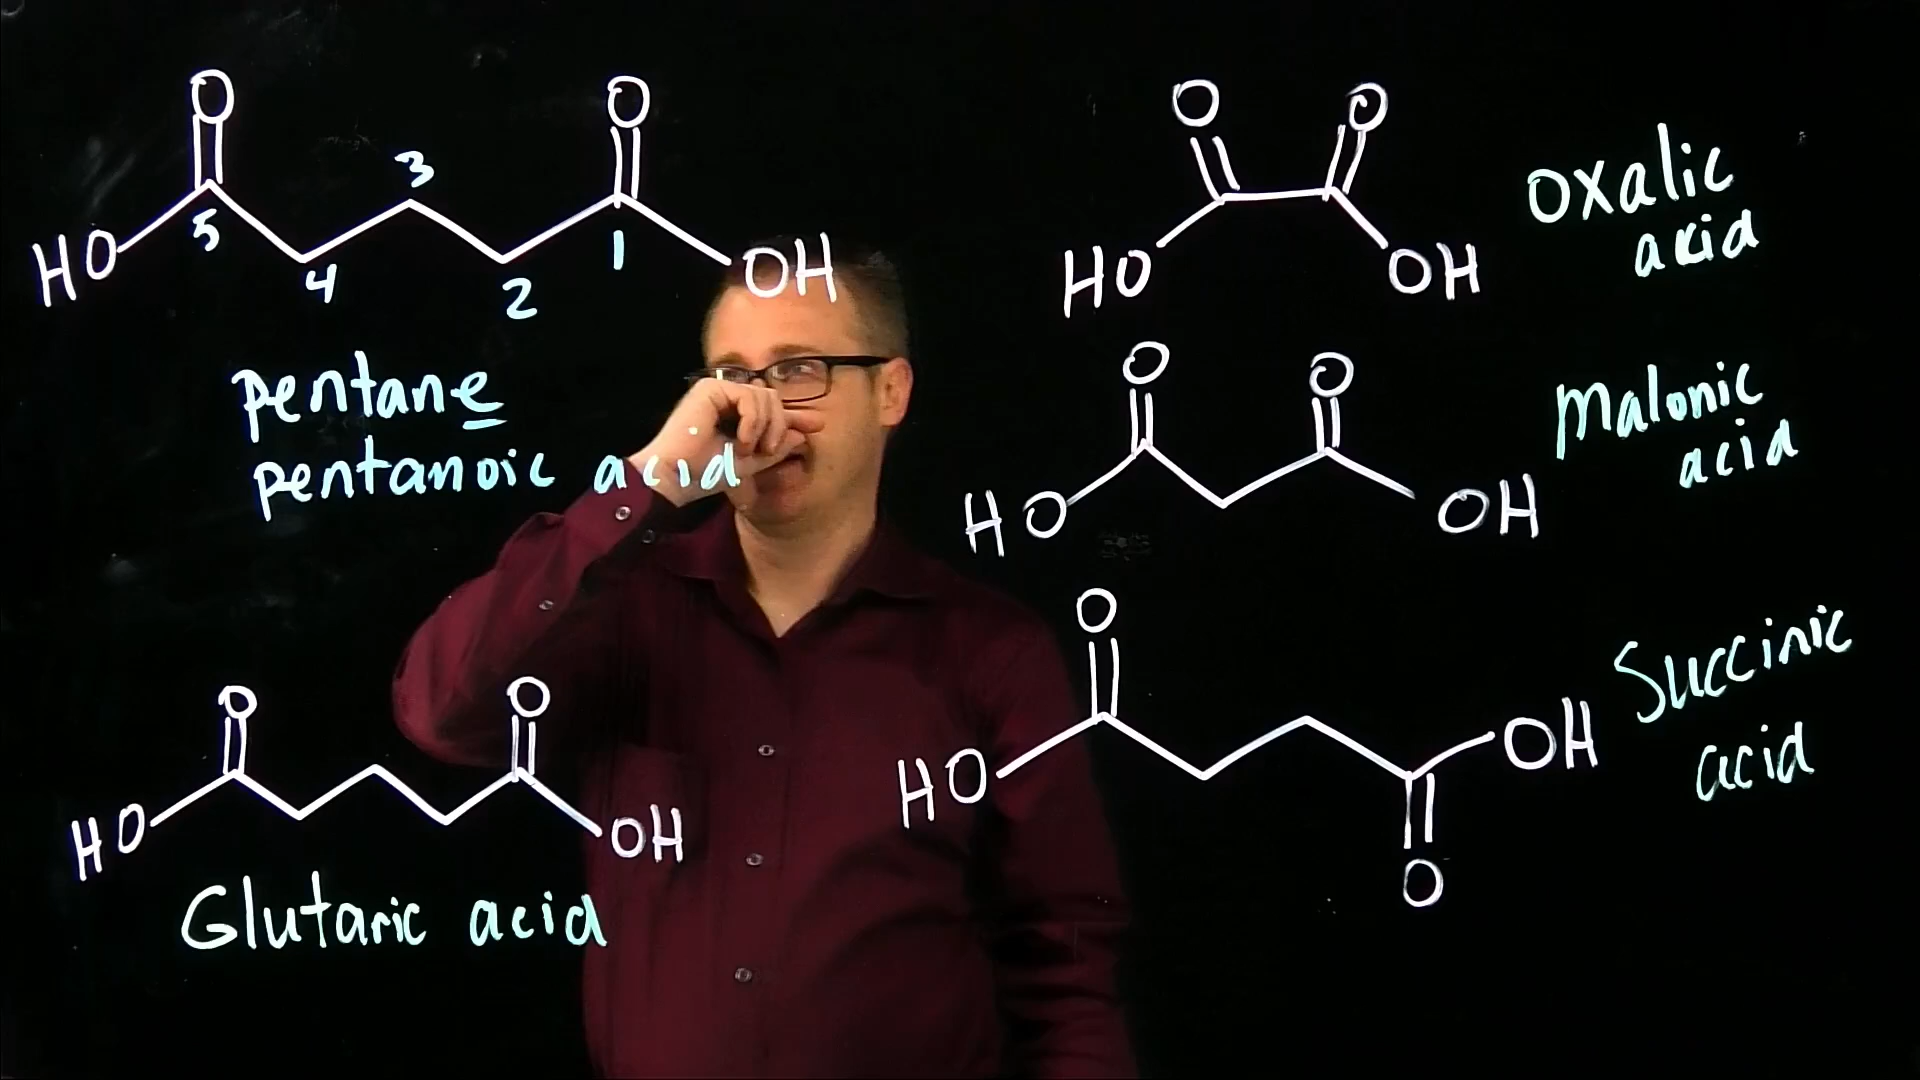 O
O
3
5
1
HO
4
2
OH
pentane
pentanoic acid
O
O
HO
OH
Glutaric acid
O
O
HO
OH
Oxalic
acid
O
O
HO
OH
Malonic
acid
O
HO
OH
O
Succinic
acid